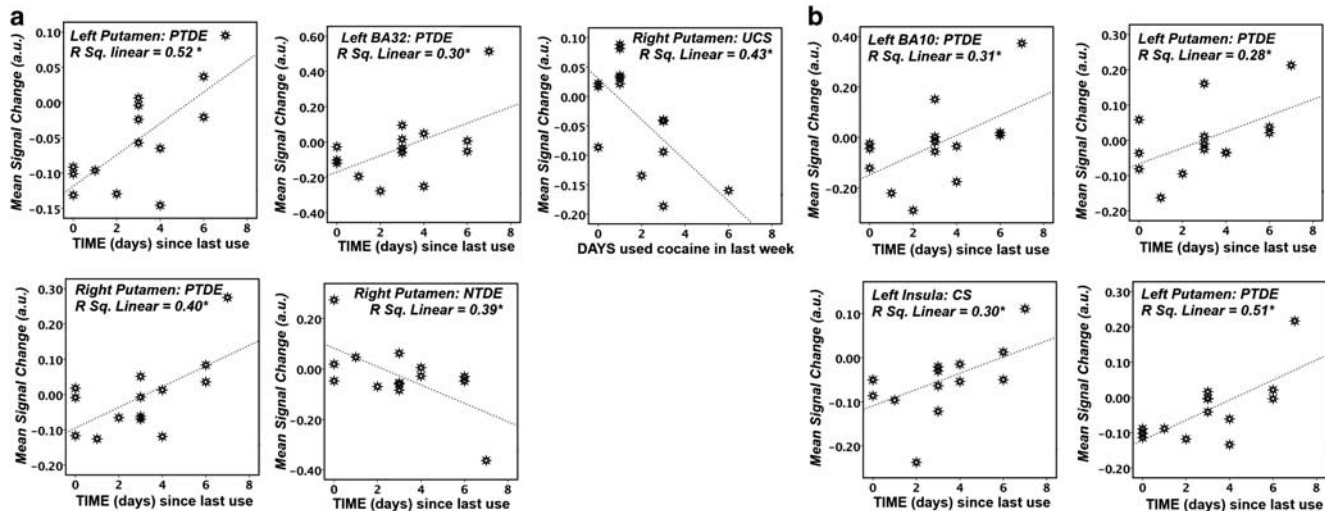 a
Left Putamen: PTDE
R Sq. linear = 0.52 *
Mean Signal Change (a.u.)
0.10
0.05
0.00
−0.05
−0.10
−0.15
0 2 4 6 8
TIME (days) since last use
Left BA32: PTDE
R Sq. Linear = 0.30*
Mean Signal Change (a.u.)
0.60
0.40
0.20
−0.00
−0.20
−0.40
0 2 4 6 8
TIME (days) since last use
Right Putamen: UCS
R Sq. Linear = 0.43*
Mean Signal Change (a.u.)
0.10
0.05
0.00
−0.05
−0.10
−0.15
−0.20
0 2 4 6 8
DAYS used cocaine in last week
b
Left BA10: PTDE
R Sq. Linear = 0.31*
Mean Signal Change (a.u.)
0.40
0.20
−0.00
−0.20
0 2 4 6 8
TIME (days) since last use
Left Putamen: PTDE
R Sq. Linear = 0.28*
Mean Signal Change (a.u.)
0.30
0.20
0.10
−0.00
−0.10
0.20
0 2 4 6 8
TIME (days) since last use
Right Putamen: PTDE
R Sq. Linear = 0.40*
Mean Signal Change (a.u.)
0.30
0.20
0.10
0.00
−0.10
−0.20
0 2 4 6 8
TIME (days) since last use
Right Putamen: NTDE
R Sq. Linear = 0.39*
Mean Signal Change (a.u.)
0.20
−0.00
−0.20
−0.40
0 2 4 6 8
TIME (days) since last use
Left Insula: CS
R Sq. Linear = 0.30*
Mean Signal Change (a.u.)
0.10
−0.00
−0.10
−0.20
0 2 4 6 8
TIME (days) since last use
Left Putamen: PTDE
R Sq. Linear = 0.51*
Mean Signal Change (a.u.)
0.30
0.20
0.10
−0.00
−0.10
0.20
0 2 4 6 8
TIME (days) since last use